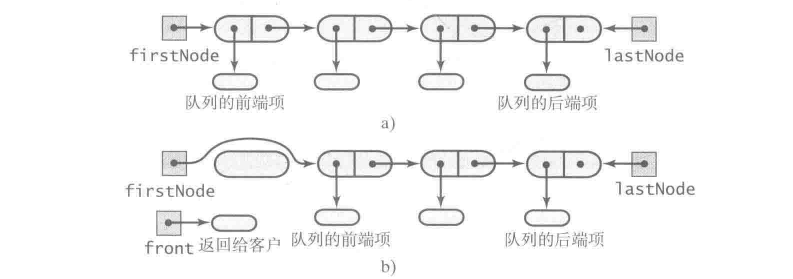 firstNode
lastNode
队列的前端项
队列的后端项
a)
firstNode
lastNode
front
返回给客户
队列的前端项
队列的后端项
b)